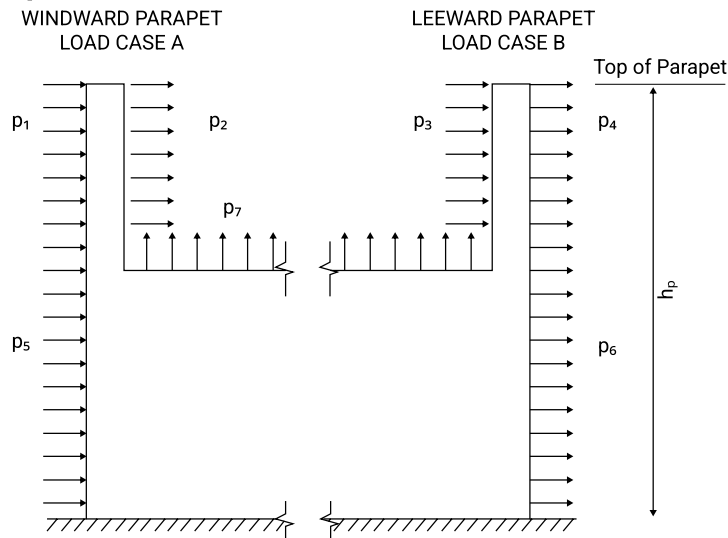 WINDWARD PARAPET
LOAD CASE A
LEEWARD PARAPET
LOAD CASE B
Top of Parapet
p₁
p₂
p₃
p₄
p₇
hₚ
p₅
p₆